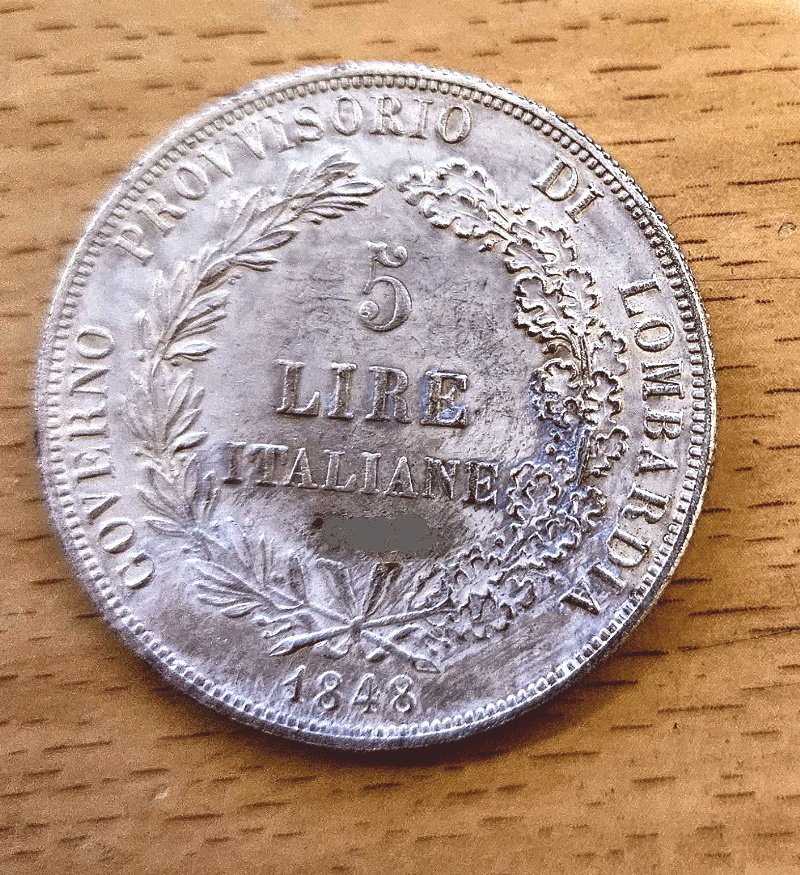 GOVERNO PROVVISORIO DI LOMBARDIA
5
LIRE
ITALIANE
1848